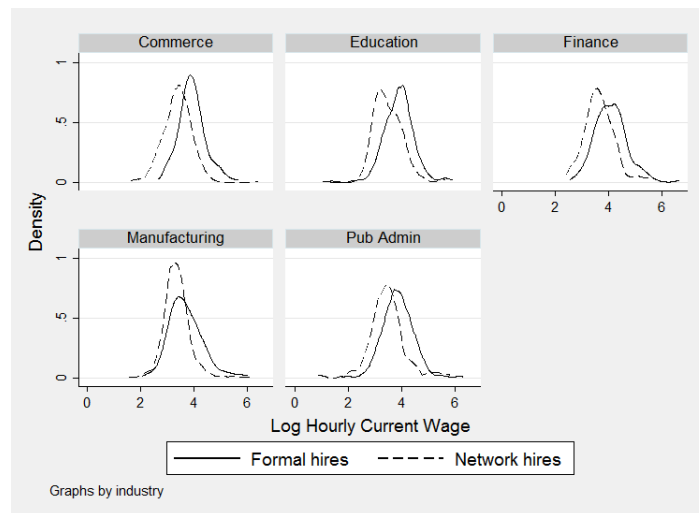 Commerce Education Finance
1
.5
0
0 2 4 6
Density
Manufacturing Pub Admin
1
.5
0
0 2 4 6 0 2 4 6
Log Hourly Current Wage
Formal hires Network hires
Graphs by industry